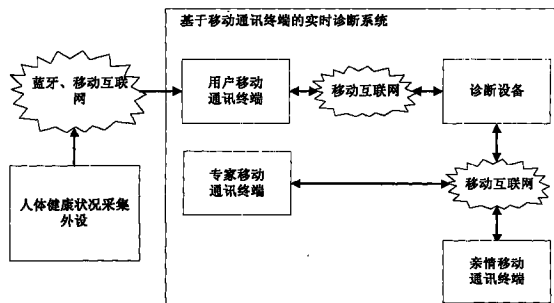 基于移动通讯终端的实时诊断系统
蓝牙、移动互联
网
用户移动
通讯终端
移动互联网
诊断设备
人体健康状况采集
外设
专家移动
通讯终端
移动互联网
亲情移动
通讯终端